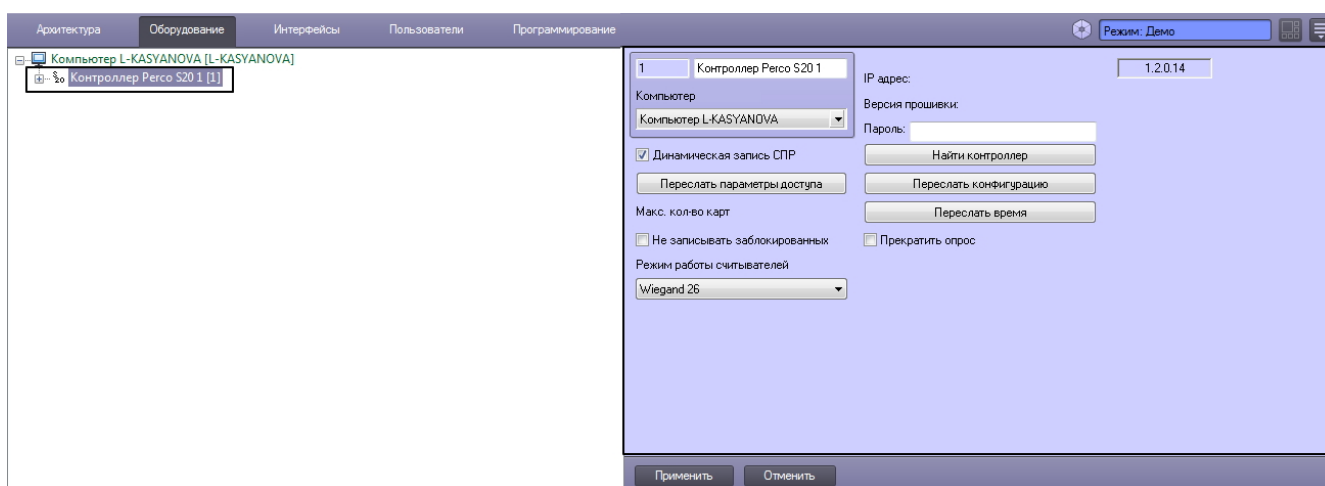 Архитектура Оборудование Интерфейсы Пользователи Программирование Режим: Демо
Компьютер L-KASYANOVA [L-KASYANOVA]
Контроллер Perco S20 1 [1]
1 Контроллер Perco S20 1
Компьютер
Компьютер L-KASYANOVA
Динамическая запись СПР
Переслать параметры доступа
Макс. кол-во карт
Не записывать заблокированных
Режим работы считывателей
Wiegand 26
IP адрес:
Версия прошивки:
Пароль:
Найти контроллер
Переслать конфигурацию
Переслать время
Прекратить опрос
1.2.0.14
Применить Отменить